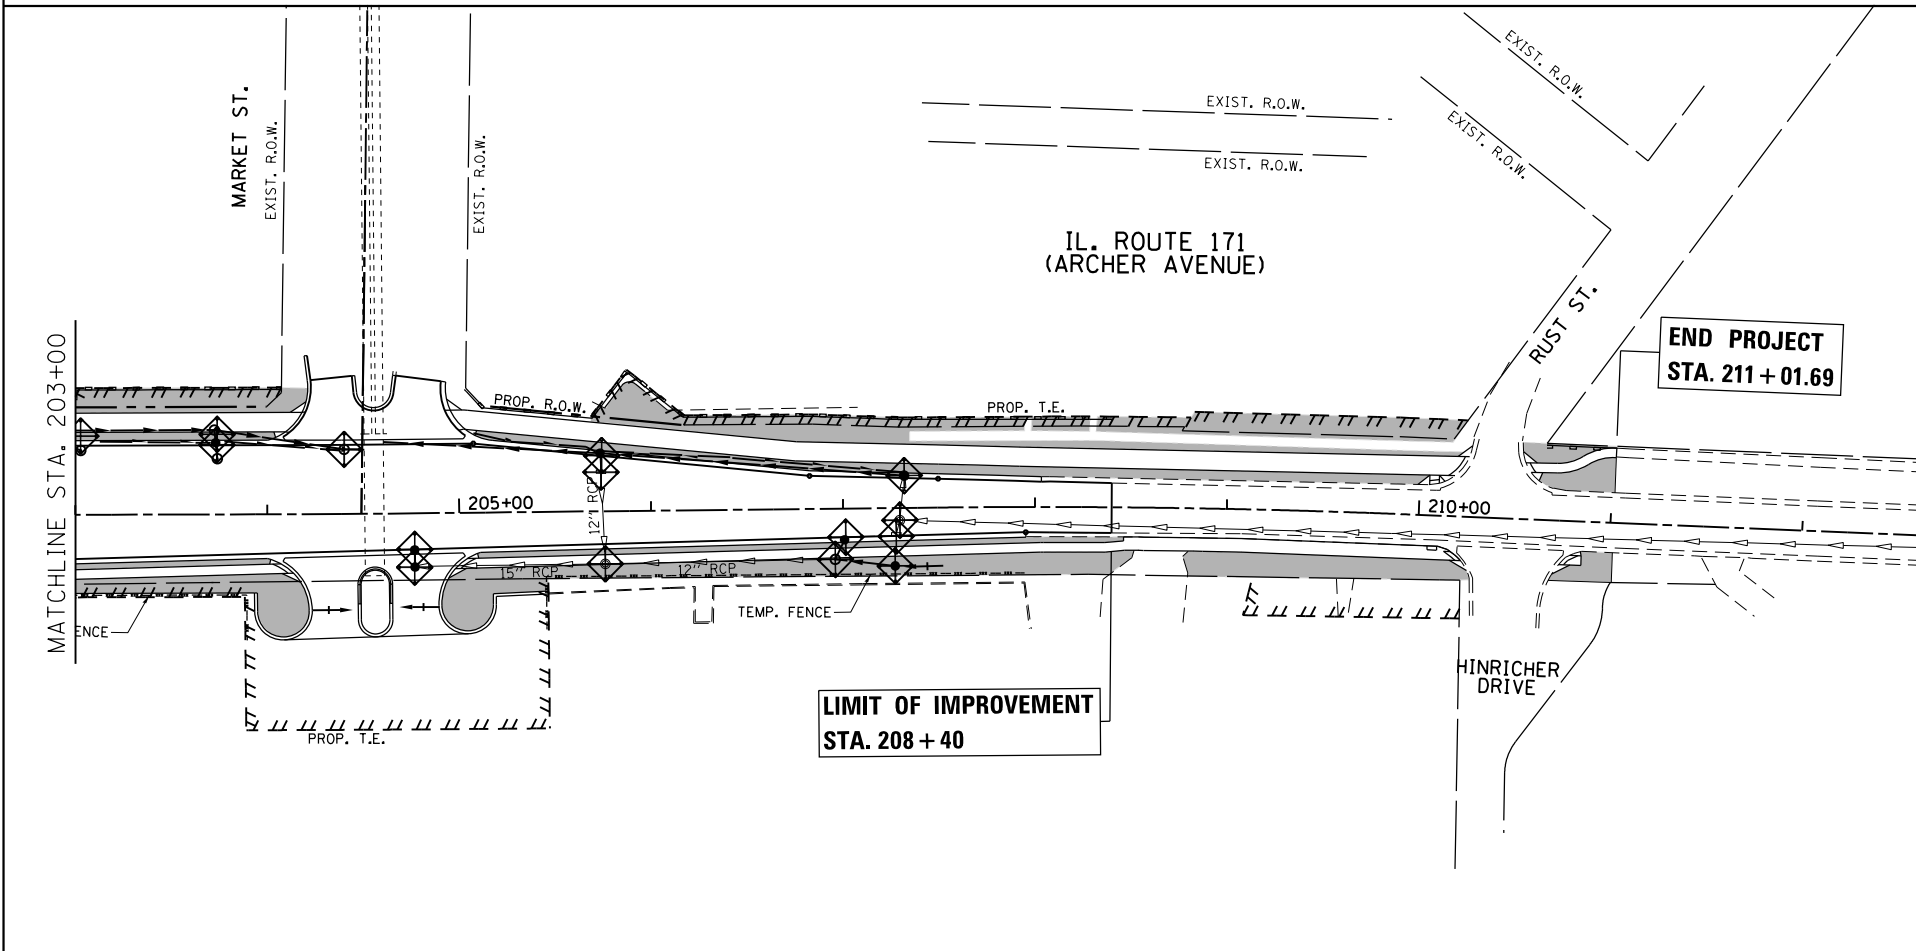 MARKET ST.
EXIST. R.O.W.
EXIST. R.O.W.
EXIST. R.O.W.
EXIST. R.O.W.
EXIST. R.O.W.
EXIST. R.O.W.
IL. ROUTE 171
(ARCHER AVENUE)
RUST ST.
END PROJECT
STA. 211+01.69
MATCHLINE STA. 203+00
PROP. R.O.W.
PROP. T.E.
205+00
210+00
12" RCP
15" RCP
12" RCP
TEMP. FENCE
ENCE
PROP. T.E.
HINRICHER
DRIVE
LIMIT OF IMPROVEMENT
STA. 208+40